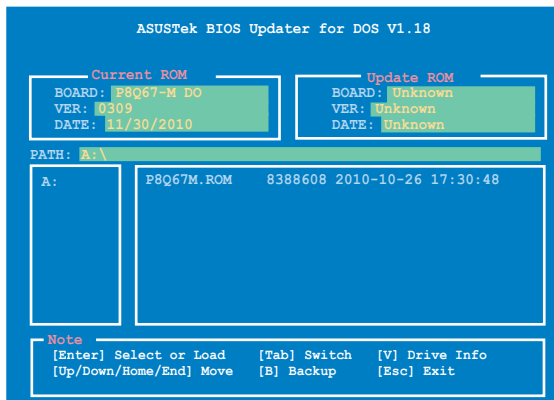 ASUSTek BIOS Updater for DOS V1.18
Current ROM
BOARD: P8Q67-M DO
VER: 0309
DATE: 11/30/2010
Update ROM
BOARD: Unknown
VER: Unknown
DATE: Unknown
PATH: A:\
A:
P8Q67M.ROM 8388608 2010-10-26 17:30:48
Note
[Enter] Select or Load [Tab] Switch [V] Drive Info
[Up/Down/Home/End] Move [B] Backup [Esc] Exit